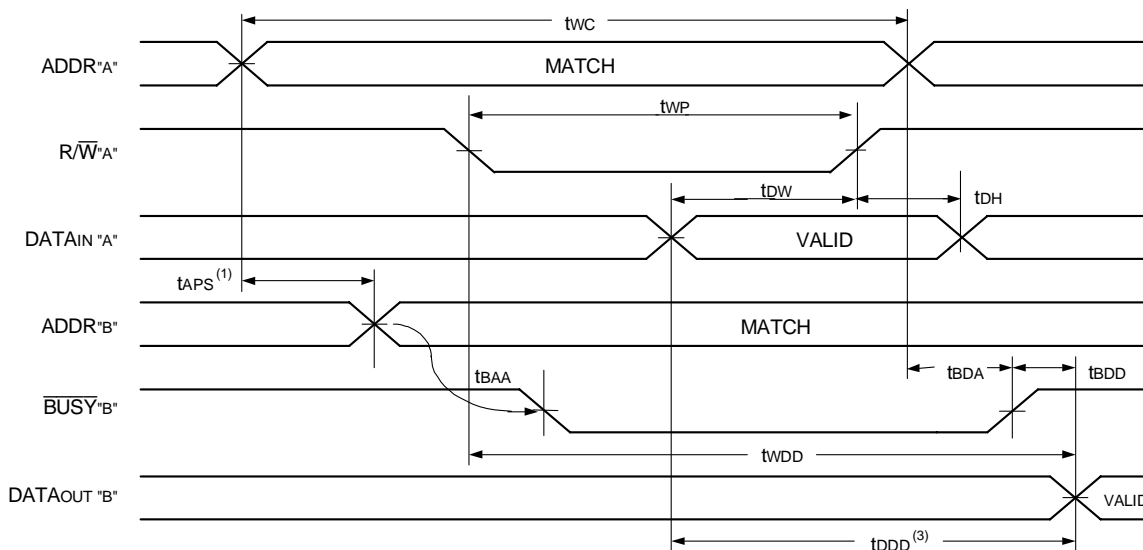 tWC
ADDR"A"
MATCH
tWP
R/W̅"A"
tDW
tDH
DATAIN "A"
VALID
tAPS(1)
ADDR"B"
MATCH
tBAA
tBDA
tBDD
B̅U̅S̅Y̅"B"
tWDD
DATAOUT "B"
VALID
tDDD(3)